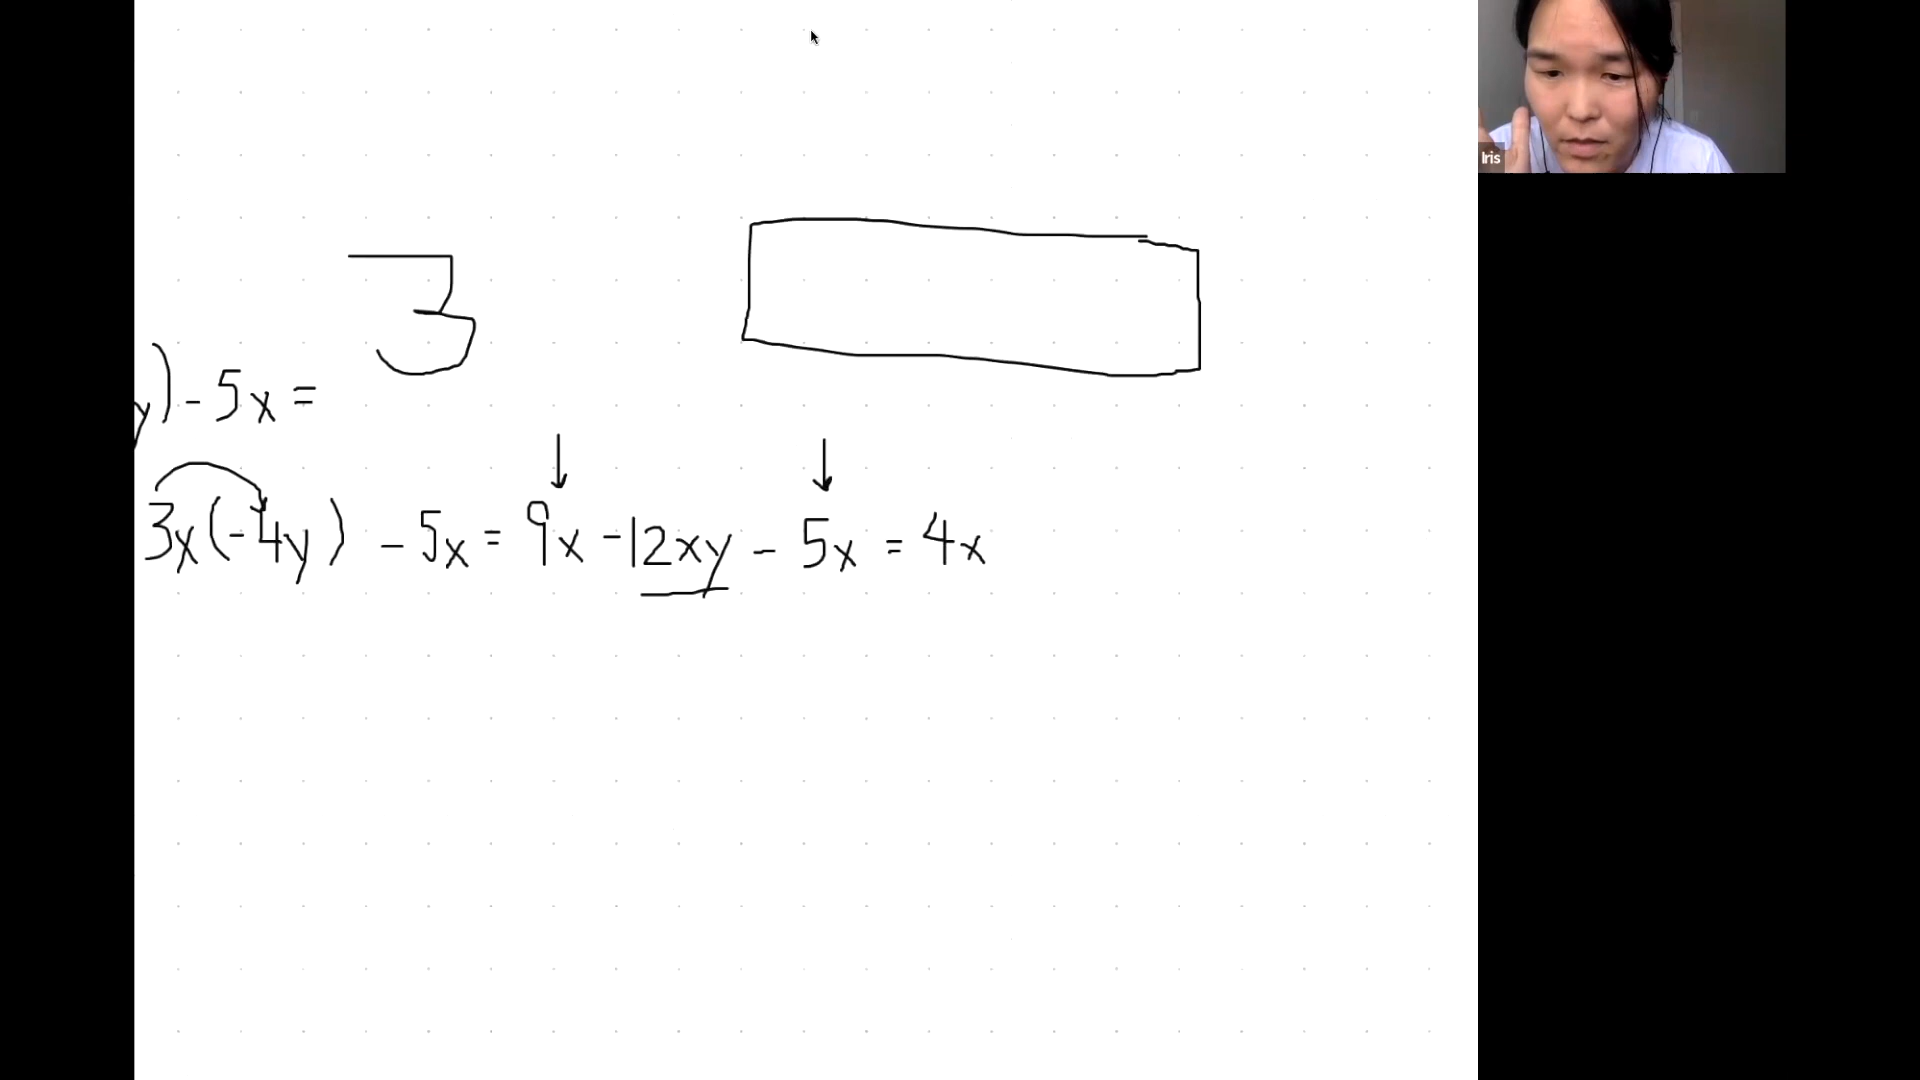 Iris
3
y) - 5x =
3x(-4y) - 5x = 9x - 12xy - 5x = 4x